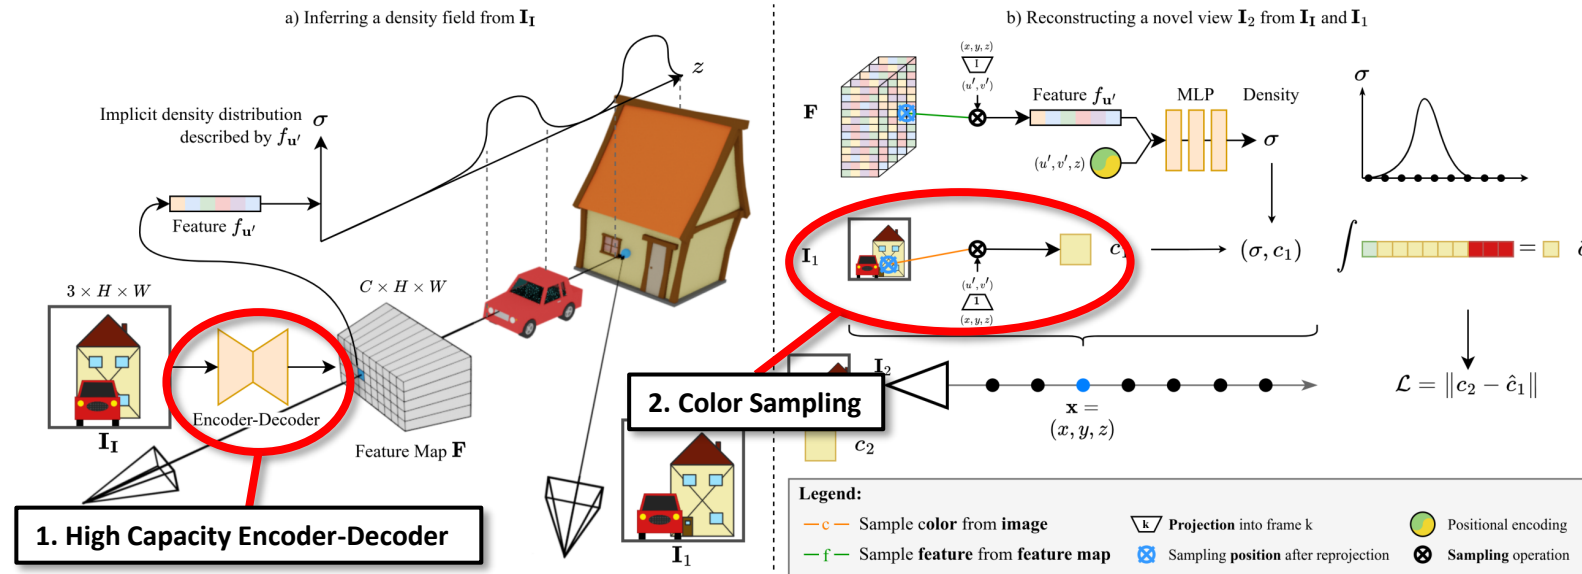 a) Inferring a density field from I_I
b) Reconstructing a novel view I_2 from I_I and I_1
z
Implicit density distribution
described by f_u'
σ
Feature f_u'
3 × H × W
C × H × W
Encoder-Decoder
I_I
Feature Map F
I_1
1. High Capacity Encoder-Decoder
(x, y, z)
I
(u', v')
F
Feature f_u'
MLP
Density
σ
(u', v', z)
σ
I_1
c_1
(σ, c_1)
(u', v')
1
(x, y, z)
∫ =
2. Color Sampling
I_2
x =
(x, y, z)
c_2
L = ‖c_2 − ĉ_1‖
Legend:
c Sample color from image
k Projection into frame k
Positional encoding
f Sample feature from feature map
Sampling position after reprojection
Sampling operation